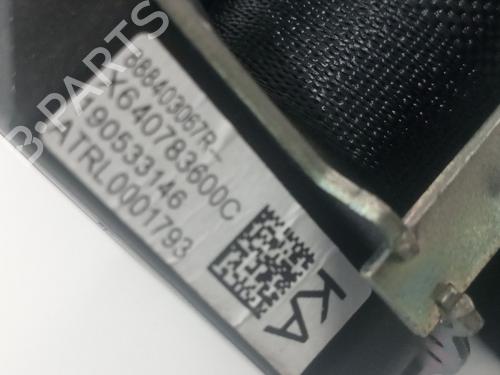 888403067R--
X640783600C
190533146
ATRL0001793
KA
B-PARTS